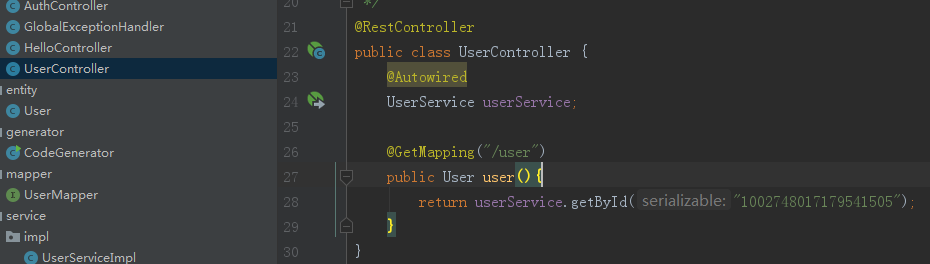 AuthController
GlobalExceptionHandler
HelloController
UserController
entity
User
generator
CodeGenerator
mapper
UserMapper
service
impl
UserServiceImpl
20 */
21 @RestController
22 public class UserController {
23 @Autowired
24 UserService userService;
25
26 @GetMapping("/user")
27 public User user(){
28 return userService.getById( serializable: "1002748017179541505");
29 }
30 }